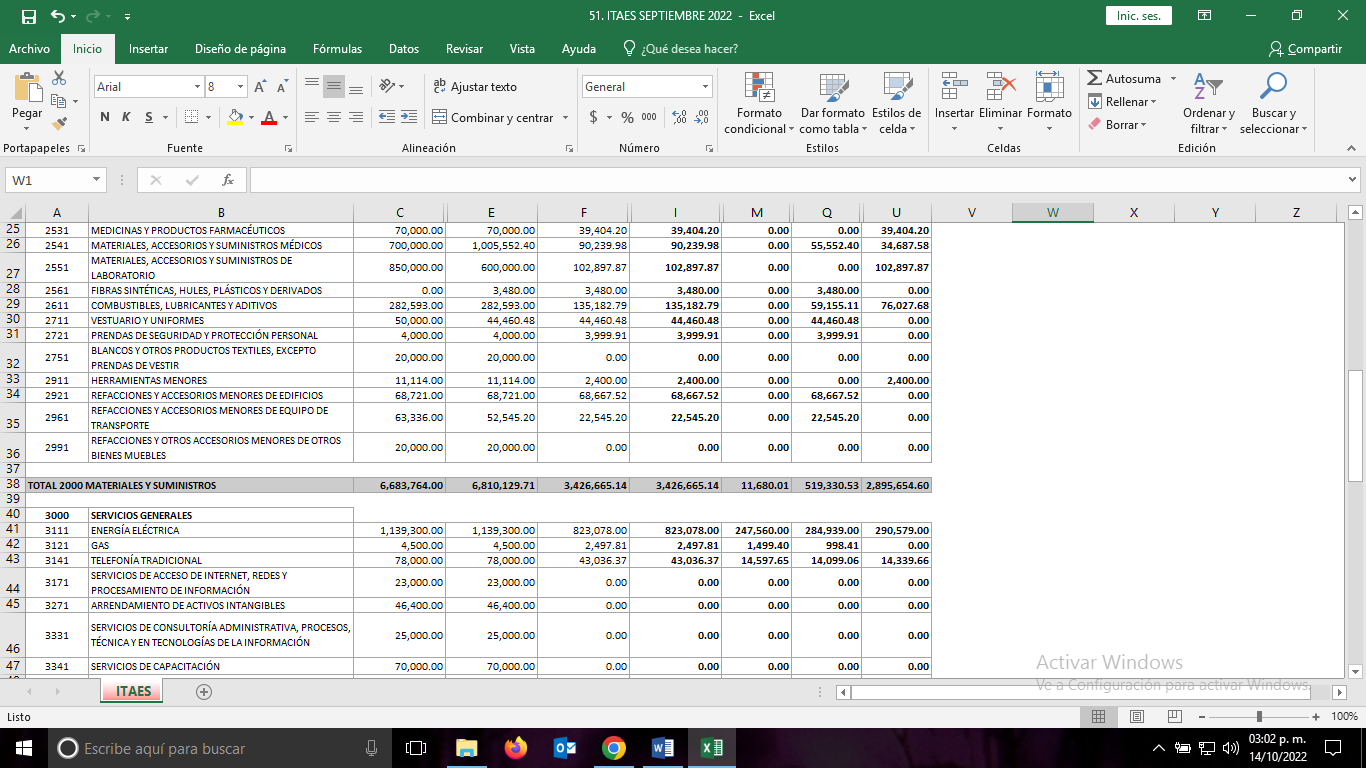 51. ITAES SEPTIEMBRE 2022 - Excel
Inic. ses.
Archivo Inicio Insertar Diseño de página Fórmulas Datos Revisar Vista Ayuda ¿Qué desea hacer? Compartir
Pegar
Arial 8
N K S
Ajustar texto
Combinar y centrar
General
$ % 000
Formato condicional
Dar formato como tabla
Estilos de celda
Insertar Eliminar Formato
Autosuma
Rellenar
Borrar
Ordenar y filtrar
Buscar y seleccionar
Portapapeles Fuente Alineación Número Estilos Celdas Edición
W1 fx
A B C E F I M Q U V W X Y Z
25 2531 MEDICINAS Y PRODUCTOS FARMACÉUTICOS 70,000.00 70,000.00 39,404.20 39,404.20 0.00 0.00 39,404.20
26 2541 MATERIALES, ACCESORIOS Y SUMINISTROS MÉDICOS 700,000.00 1,005,552.40 90,239.98 90,239.98 0.00 55,552.40 34,687.58
27 2551 MATERIALES, ACCESORIOS Y SUMINISTROS DE
LABORATORIO 850,000.00 600,000.00 102,897.87 102,897.87 0.00 0.00 102,897.87
28 2561 FIBRAS SINTÉTICAS, HULES, PLÁSTICOS Y DERIVADOS 0.00 3,480.00 3,480.00 3,480.00 0.00 3,480.00 0.00
29 2611 COMBUSTIBLES, LUBRICANTES Y ADITIVOS 282,593.00 282,593.00 135,182.79 135,182.79 0.00 59,155.11 76,027.68
30 2711 VESTUARIO Y UNIFORMES 50,000.00 44,460.48 44,460.48 44,460.48 0.00 44,460.48 0.00
31 2721 PRENDAS DE SEGURIDAD Y PROTECCIÓN PERSONAL 4,000.00 4,000.00 3,999.91 3,999.91 0.00 3,999.91 0.00
32 2751 BLANCOS Y OTROS PRODUCTOS TEXTILES, EXCEPTO
PRENDAS DE VESTIR 20,000.00 20,000.00 0.00 0.00 0.00 0.00 0.00
33 2911 HERRAMIENTAS MENORES 11,114.00 11,114.00 2,400.00 2,400.00 0.00 0.00 2,400.00
34 2921 REFACCIONES Y ACCESORIOS MENORES DE EDIFICIOS 68,721.00 68,721.00 68,667.52 68,667.52 0.00 68,667.52 0.00
35 2961 REFACCIONES Y ACCESORIOS MENORES DE EQUIPO DE
TRANSPORTE 63,336.00 52,545.20 22,545.20 22,545.20 0.00 22,545.20 0.00
36 2991 REFACCIONES Y OTROS ACCESORIOS MENORES DE OTROS
BIENES MUEBLES 20,000.00 20,000.00 0.00 0.00 0.00 0.00 0.00
37
38 TOTAL 2000 MATERIALES Y SUMINISTROS 6,683,764.00 6,810,129.71 3,426,665.14 3,426,665.14 11,680.01 519,330.53 2,895,654.60
39
40 3000 SERVICIOS GENERALES
41 3111 ENERGÍA ELÉCTRICA 1,139,300.00 1,139,300.00 823,078.00 823,078.00 247,560.00 284,939.00 290,579.00
42 3121 GAS 4,500.00 4,500.00 2,497.81 2,497.81 1,499.40 998.41 0.00
43 3141 TELEFONÍA TRADICIONAL 78,000.00 78,000.00 43,036.37 43,036.37 14,597.65 14,099.06 14,339.66
44 3171 SERVICIOS DE ACCESO DE INTERNET, REDES Y
PROCESAMIENTO DE INFORMACIÓN 23,000.00 23,000.00 0.00 0.00 0.00 0.00 0.00
45 3271 ARRENDAMIENTO DE ACTIVOS INTANGIBLES 46,400.00 46,400.00 0.00 0.00 0.00 0.00 0.00
46 3331 SERVICIOS DE CONSULTORÍA ADMINISTRATIVA, PROCESOS,
TÉCNICA Y EN TECNOLOGÍAS DE LA INFORMACIÓN 25,000.00 25,000.00 0.00 0.00 0.00 0.00 0.00
47 3341 SERVICIOS DE CAPACITACIÓN 70,000.00 70,000.00 0.00 0.00 0.00 0.00 0.00
Activar Windows
Ve a Configuración para activar Windows.
ITAES
Listo 100%
Escribe aquí para buscar
03:02 p. m.
14/10/2022